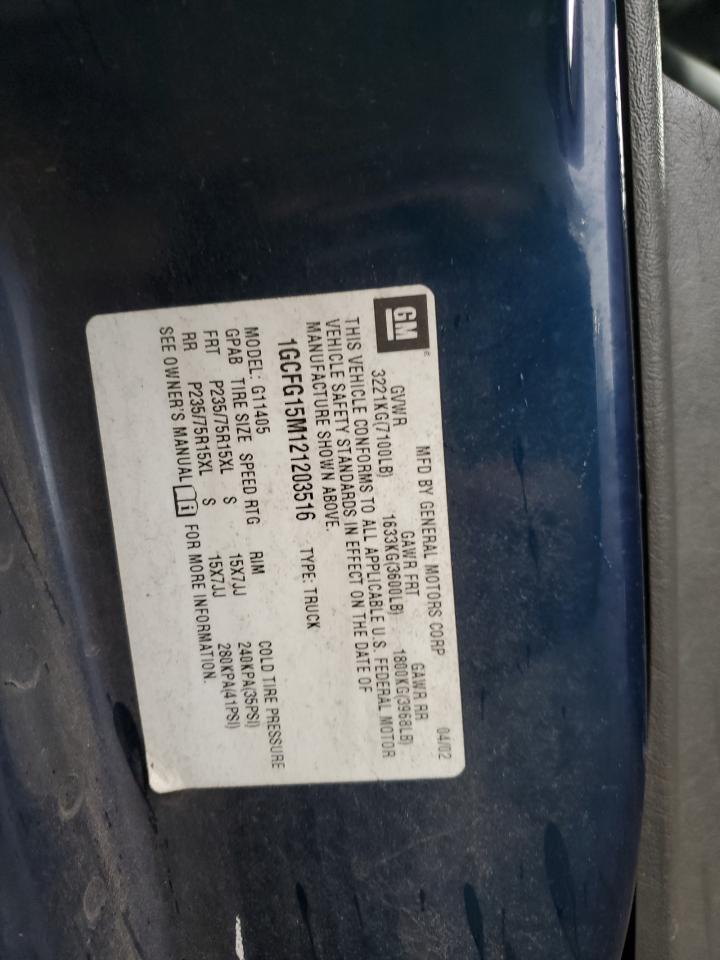 GM ®
MFD BY GENERAL MOTORS CORP 04/02
GVWR GAWR FRT GAWR RR
3221KG(7100LB) 1633KG(3600LB) 1800KG(3968LB)
THIS VEHICLE CONFORMS TO ALL APPLICABLE U.S. FEDERAL MOTOR
VEHICLE SAFETY STANDARDS IN EFFECT ON THE DATE OF
MANUFACTURE SHOWN ABOVE.
1GCFG15M121203516 TYPE: TRUCK
MODEL: G11405
GPAB TIRE SIZE SPEED RTG RIM COLD TIRE PRESSURE
FRT P235/75R15XL S 15X7JJ 240KPA(35PSI)
RR P235/75R15XL S 15X7JJ 280KPA(41PSI)
SEE OWNER'S MANUAL i FOR MORE INFORMATION.